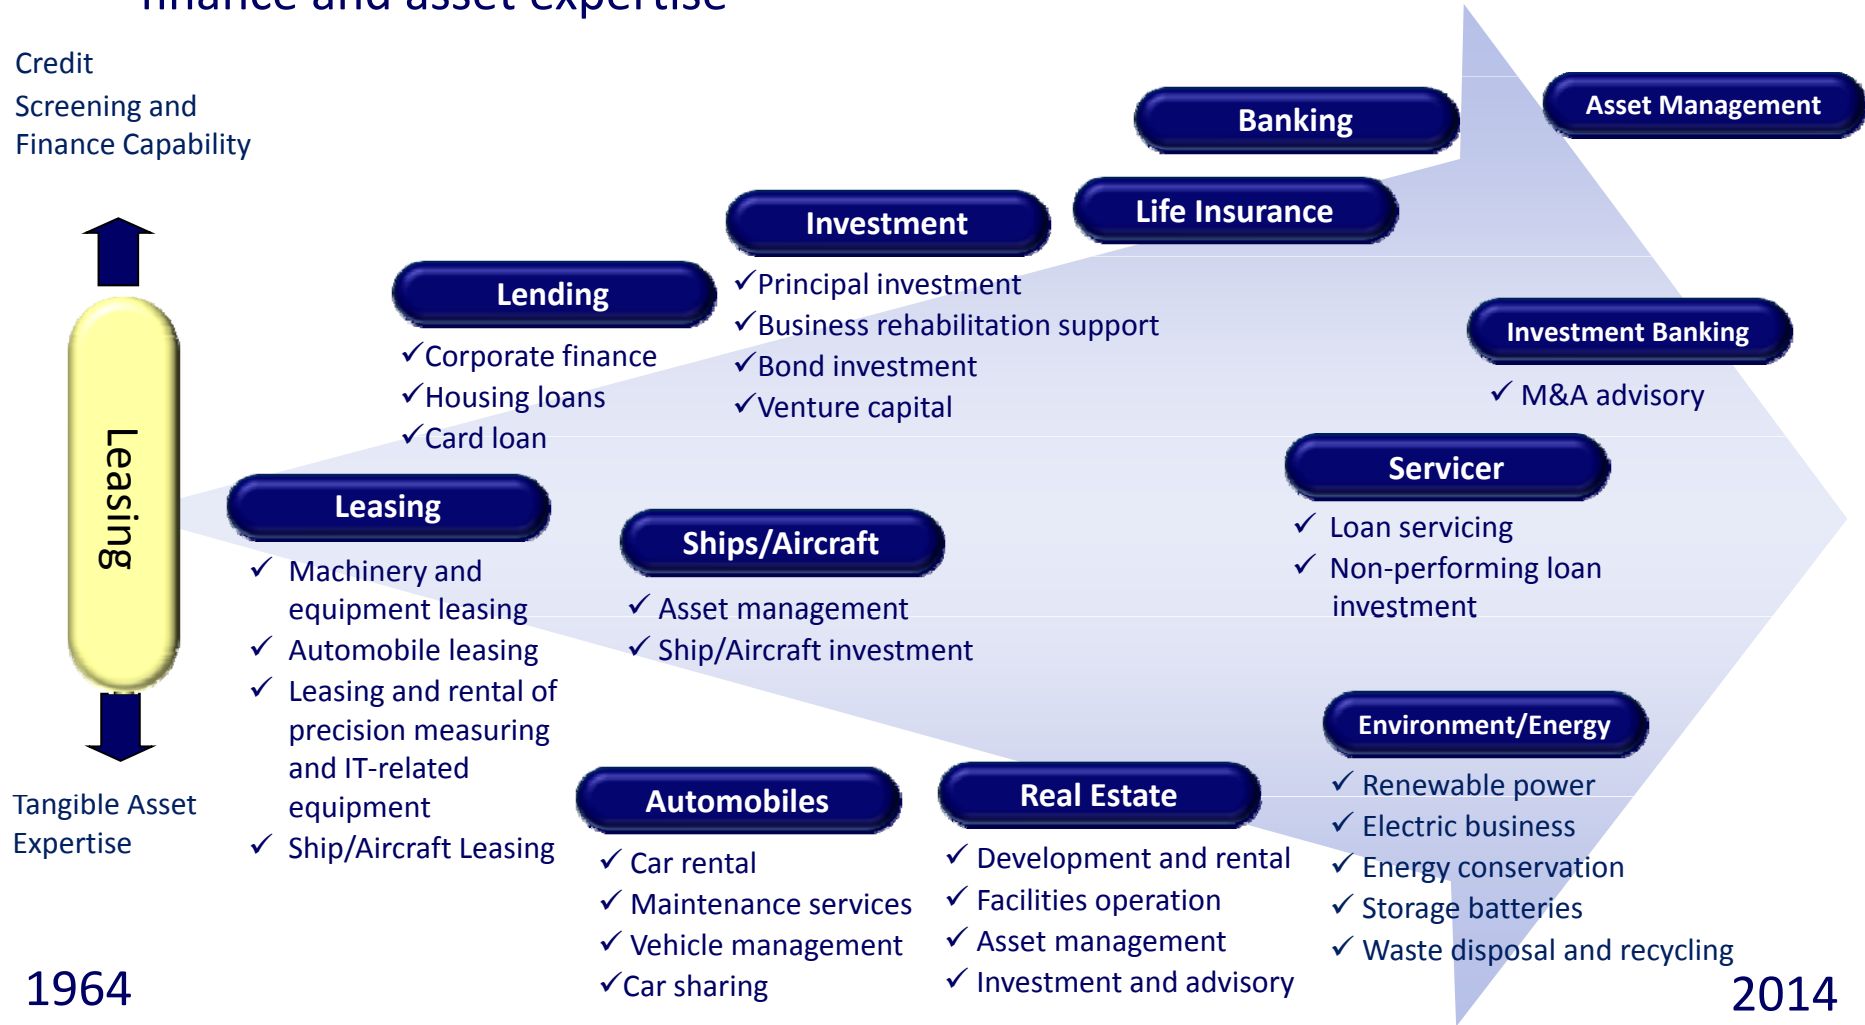 finance and asset expertise
Credit
Screening and
Finance Capability
Leasing
Tangible Asset
Expertise
1964
Leasing
✓ Machinery and
equipment leasing
✓ Automobile leasing
✓ Leasing and rental of
precision measuring
and IT-related
equipment
✓ Ship/Aircraft Leasing
Lending
✓Corporate finance
✓Housing loans
✓Card loan
Investment
✓Principal investment
✓Business rehabilitation support
✓Bond investment
✓Venture capital
Ships/Aircraft
✓ Asset management
✓ Ship/Aircraft investment
Automobiles
✓ Car rental
✓ Maintenance services
✓ Vehicle management
✓Car sharing
Real Estate
✓ Development and rental
✓ Facilities operation
✓ Asset management
✓ Investment and advisory
Banking
Life Insurance
Asset Management
Investment Banking
✓ M&A advisory
Servicer
✓ Loan servicing
✓ Non-performing loan
investment
Environment/Energy
✓ Renewable power
✓ Electric business
✓ Energy conservation
✓ Storage batteries
✓ Waste disposal and recycling
2014